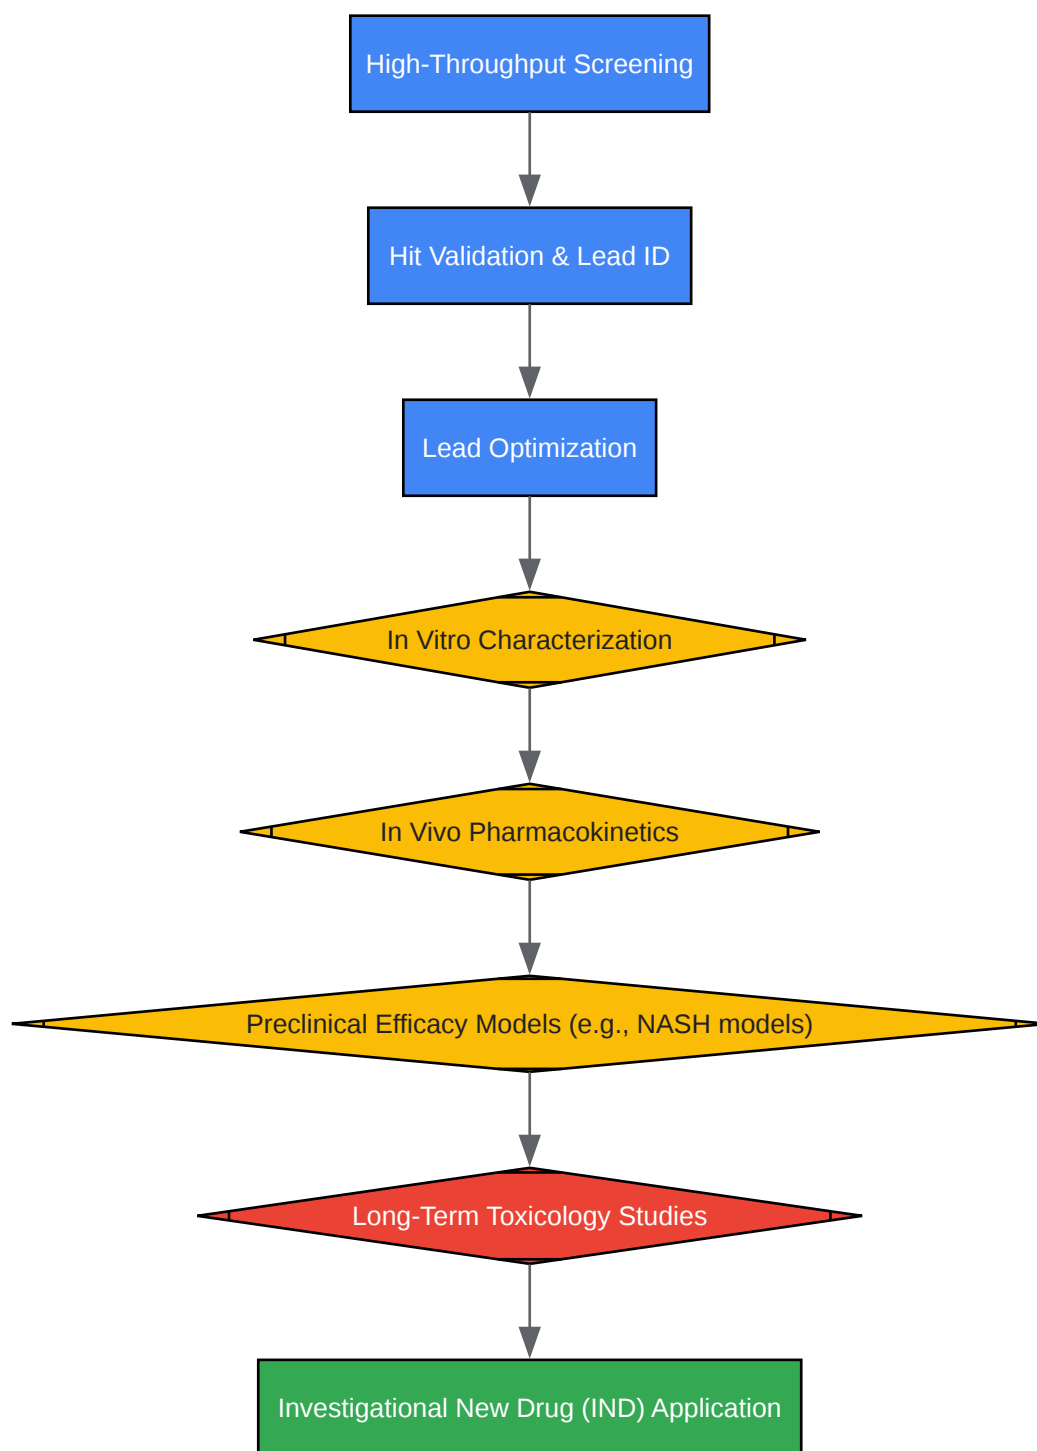 High-Throughput Screening
Hit Validation & Lead ID
Lead Optimization
In Vitro Characterization
In Vivo Pharmacokinetics
Preclinical Efficacy Models (e.g., NASH models)
Long-Term Toxicology Studies
Investigational New Drug (IND) Application